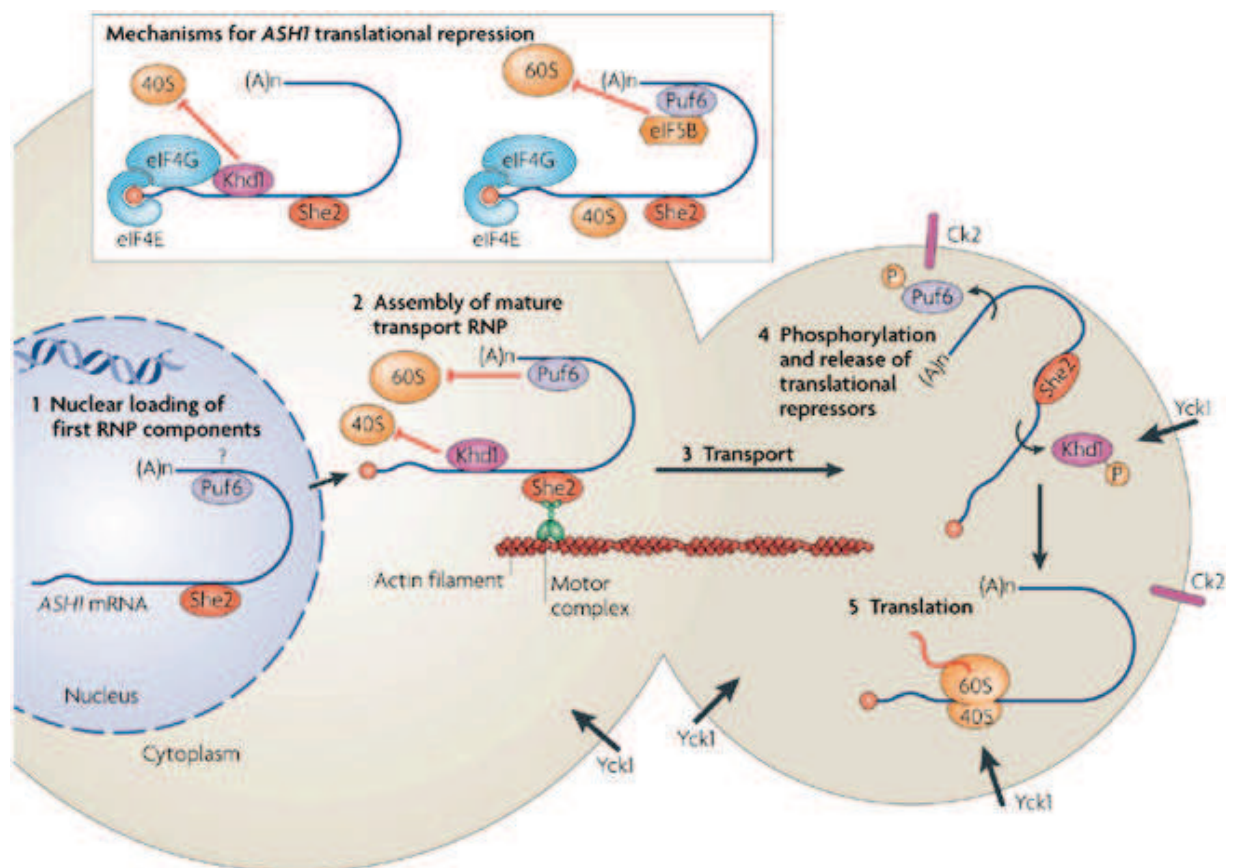 Mechanisms for ASH1 translational repression
40S
(A)n
eIF4G
Khd1
She2
eIF4E
60S
(A)n
Puf6
eIF5B
eIF4G
40S
She2
eIF4E
Ck2
P
Puf6
2 Assembly of mature
transport RNP
(A)n
60S
Puf6
40S
Khd1
She2
4 Phosphorylation
and release of
translational
repressors
(A)n
She2
Yck1
Khd1
P
1 Nuclear loading of
first RNP components
(A)n
?
Puf6
ASH1 mRNA
She2
Nucleus
Cytoplasm
3 Transport
Actin filament
Motor
complex
(A)n
Ck2
5 Translation
60S
40S
Yck1
Yck1
Yck1